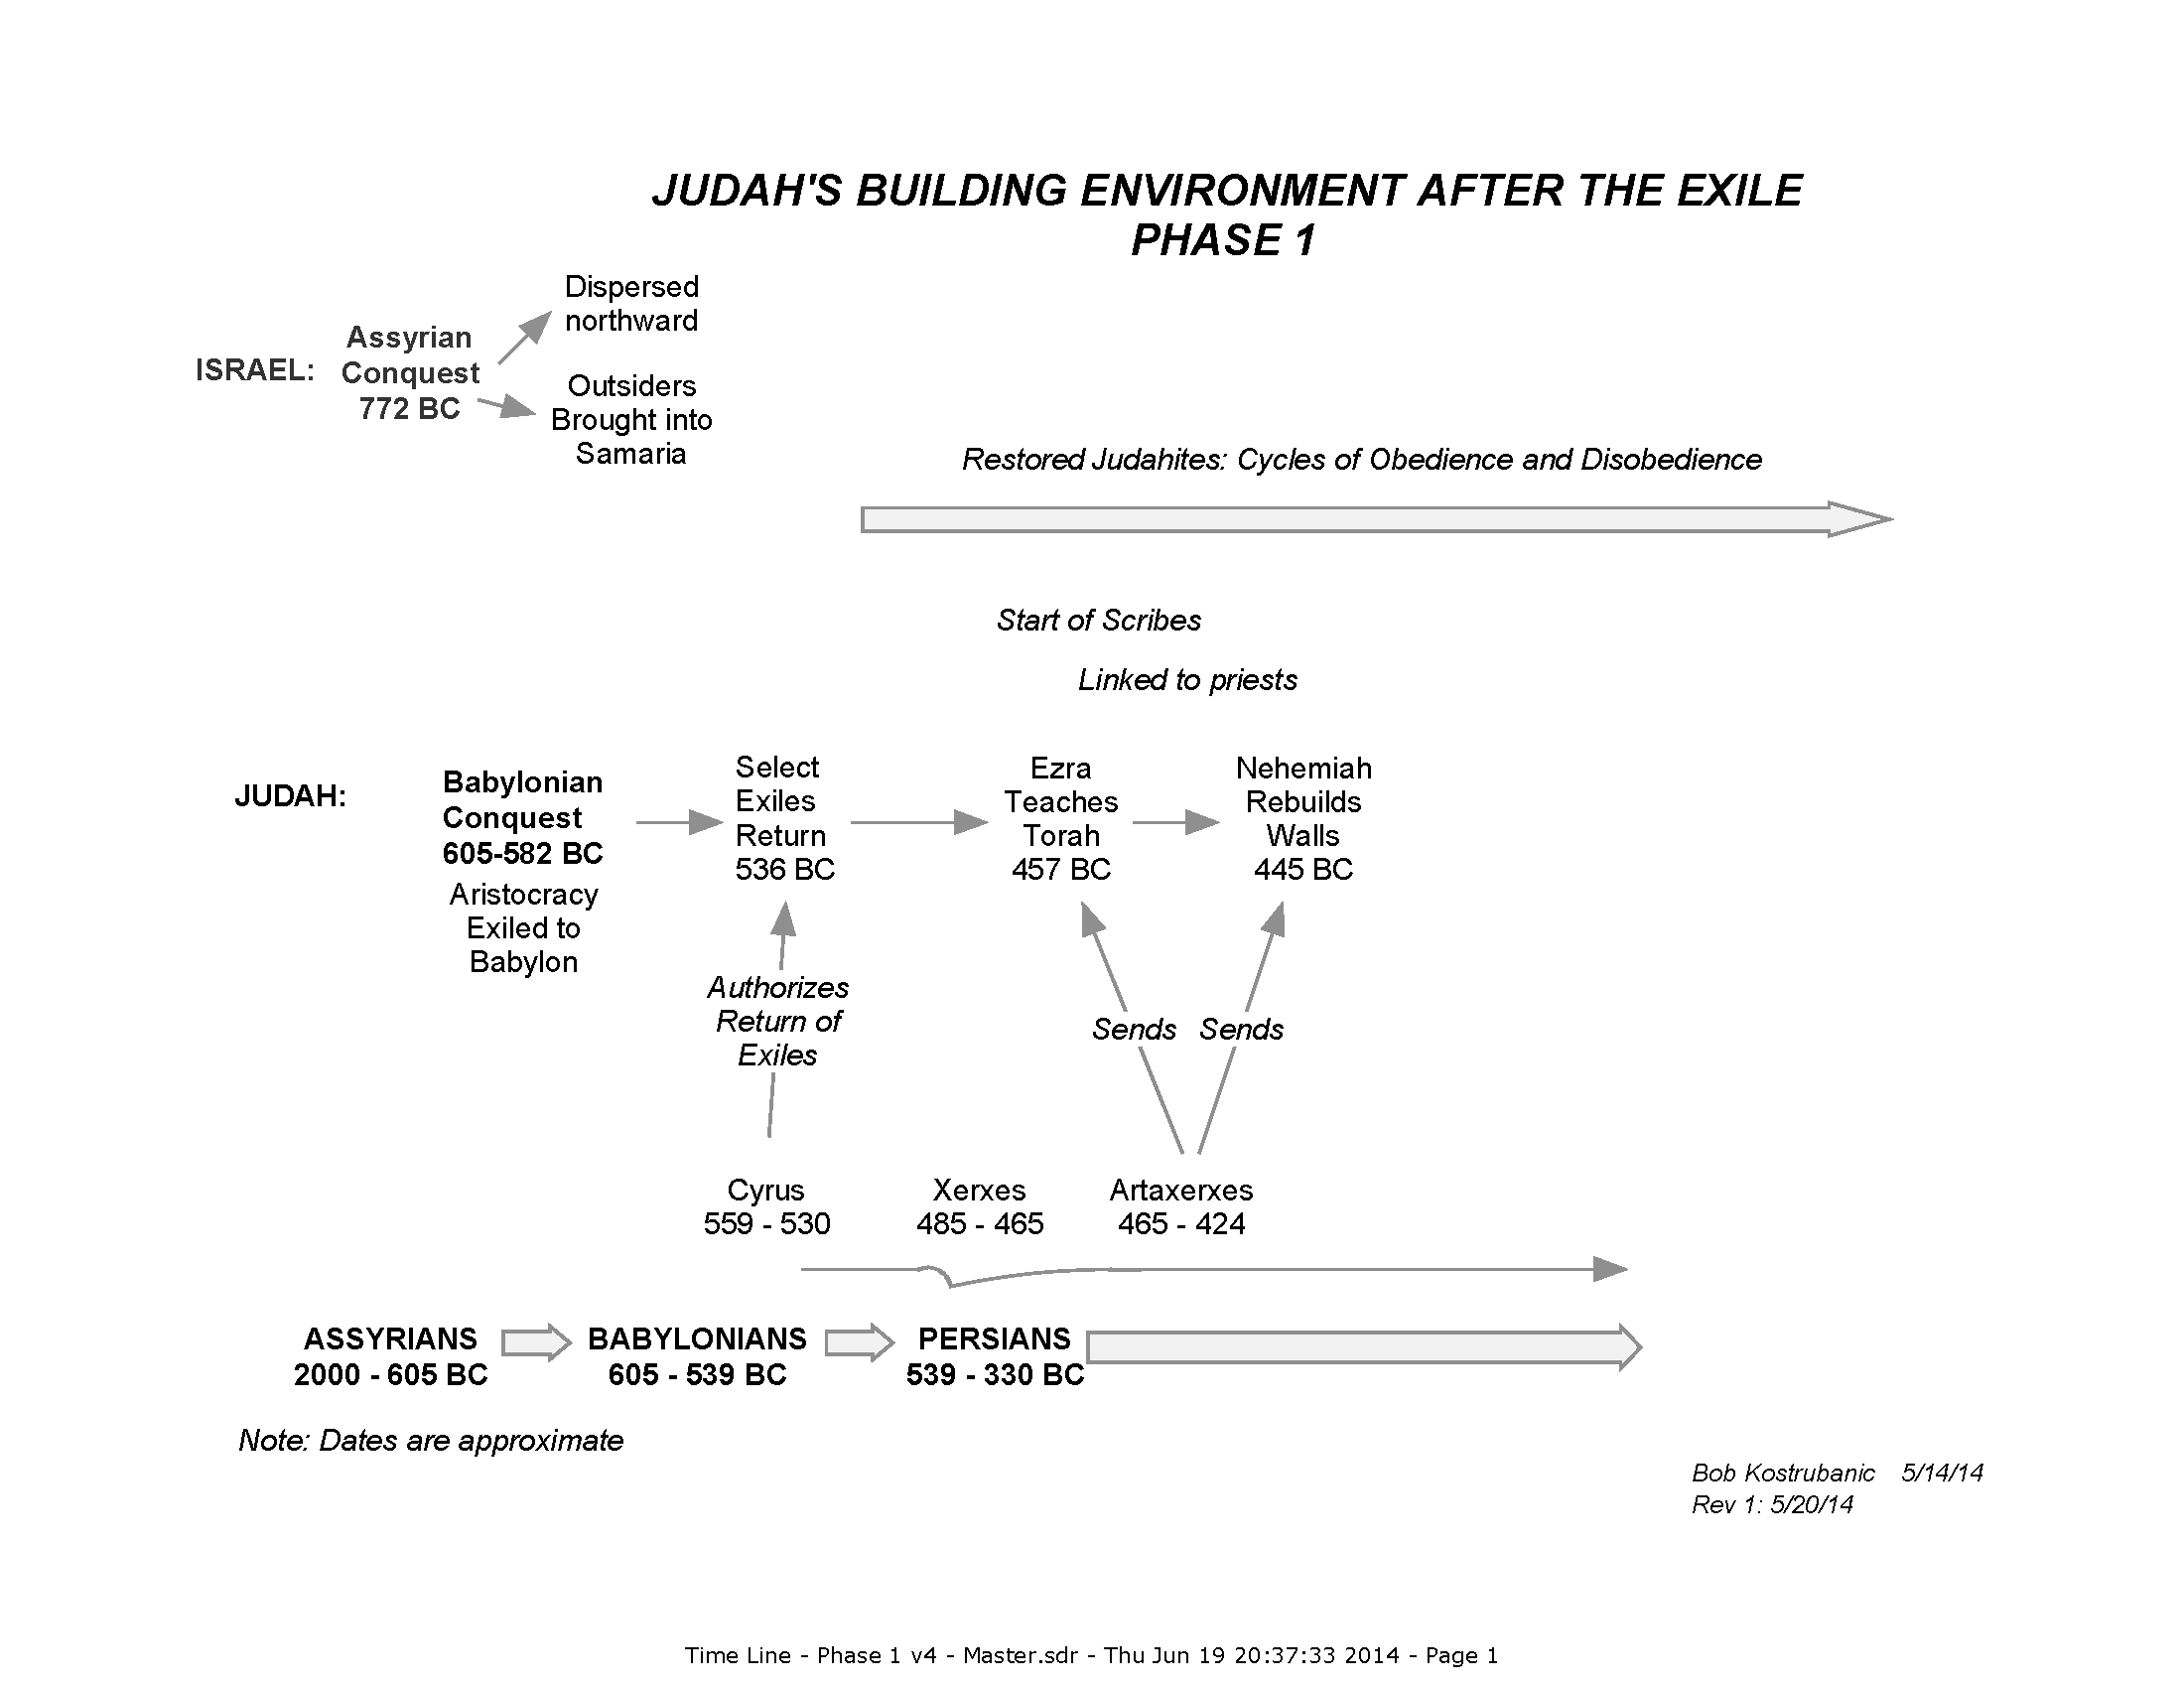 JUDAH'S BUILDING ENVIRONMENT AFTER THE EXILE
PHASE 1
Dispersed
northward
ISRAEL:
Assyrian
Conquest
772 BC
Outsiders
Brought into
Samaria
Restored Judahites: Cycles of Obedience and Disobedience
Start of Scribes
Linked to priests
JUDAH:
Babylonian
Conquest
605-582 BC
Aristocracy
Exiled to
Babylon
Select
Exiles
Return
536 BC
Ezra
Teaches
Torah
457 BC
Nehemiah
Rebuilds
Walls
445 BC
Authorizes
Return of
Exiles
Sends
Sends
Cyrus
559 - 530
Xerxes
485 - 465
Artaxerxes
465 - 424
ASSYRIANS
2000 - 605 BC
BABYLONIANS
605 - 539 BC
PERSIANS
539 - 330 BC
Note: Dates are approximate
Bob Kostrubanic 5/14/14
Rev 1: 5/20/14
Time Line - Phase 1 v4 - Master.sdr - Thu Jun 19 20:37:33 2014 - Page 1